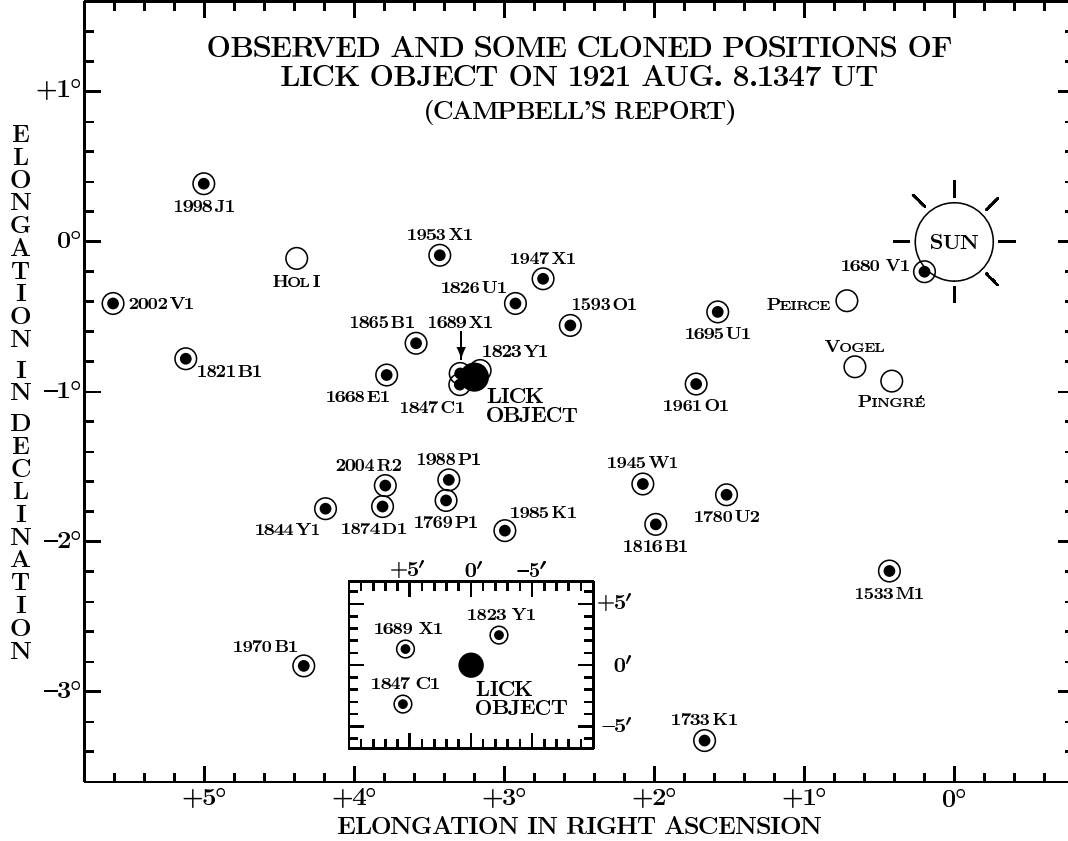 OBSERVED AND SOME CLONED POSITIONS OF
LICK OBJECT ON 1921 AUG. 8.1347 UT
(CAMPBELL'S REPORT)
ELONGATION IN DECLINATION
+1°
0°
−1°
−2°
−3°
1998 J1
HOL I
2002 V1
1821 B1
1953 X1
1947 X1
1826 U1
1593 O1
1865 B1
1689 X1
1823 Y1
1668 E1
1847 C1
LICK
OBJECT
SUN
1680 V1
PEIRCE
1695 U1
VOGEL
PINGRÉ
1961 O1
1988 P1
2004 R2
1945 W1
1844 Y1
1874 D1
1769 P1
1985 K1
1780 U2
1816 B1
1533 M1
1970 B1
1733 K1
+5′ 0′ −5′
+5′
0′
−5′
1823 Y1
1689 X1
1847 C1
LICK
OBJECT
+5° +4° +3° +2° +1° 0°
ELONGATION IN RIGHT ASCENSION